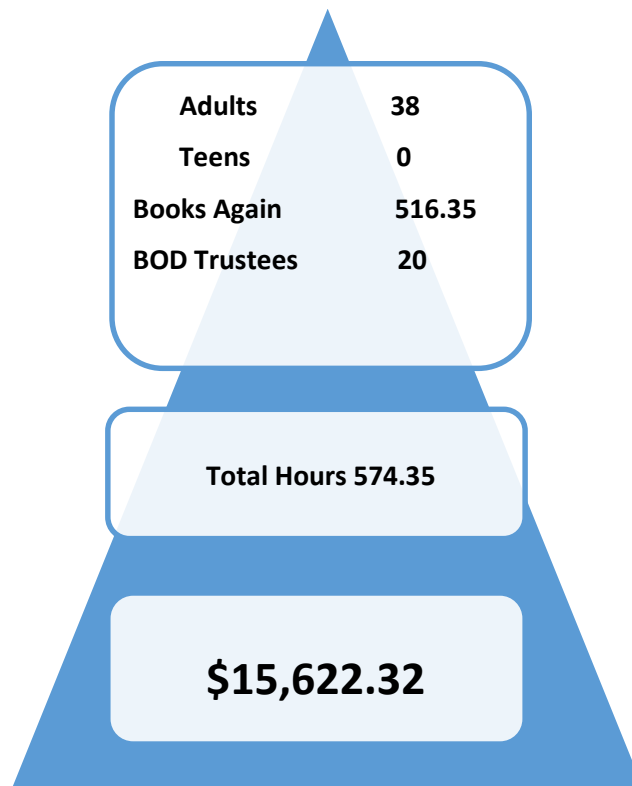 Adults 38
Teens 0
Books Again 516.35
BOD Trustees 20
Total Hours 574.35
$15,622.32